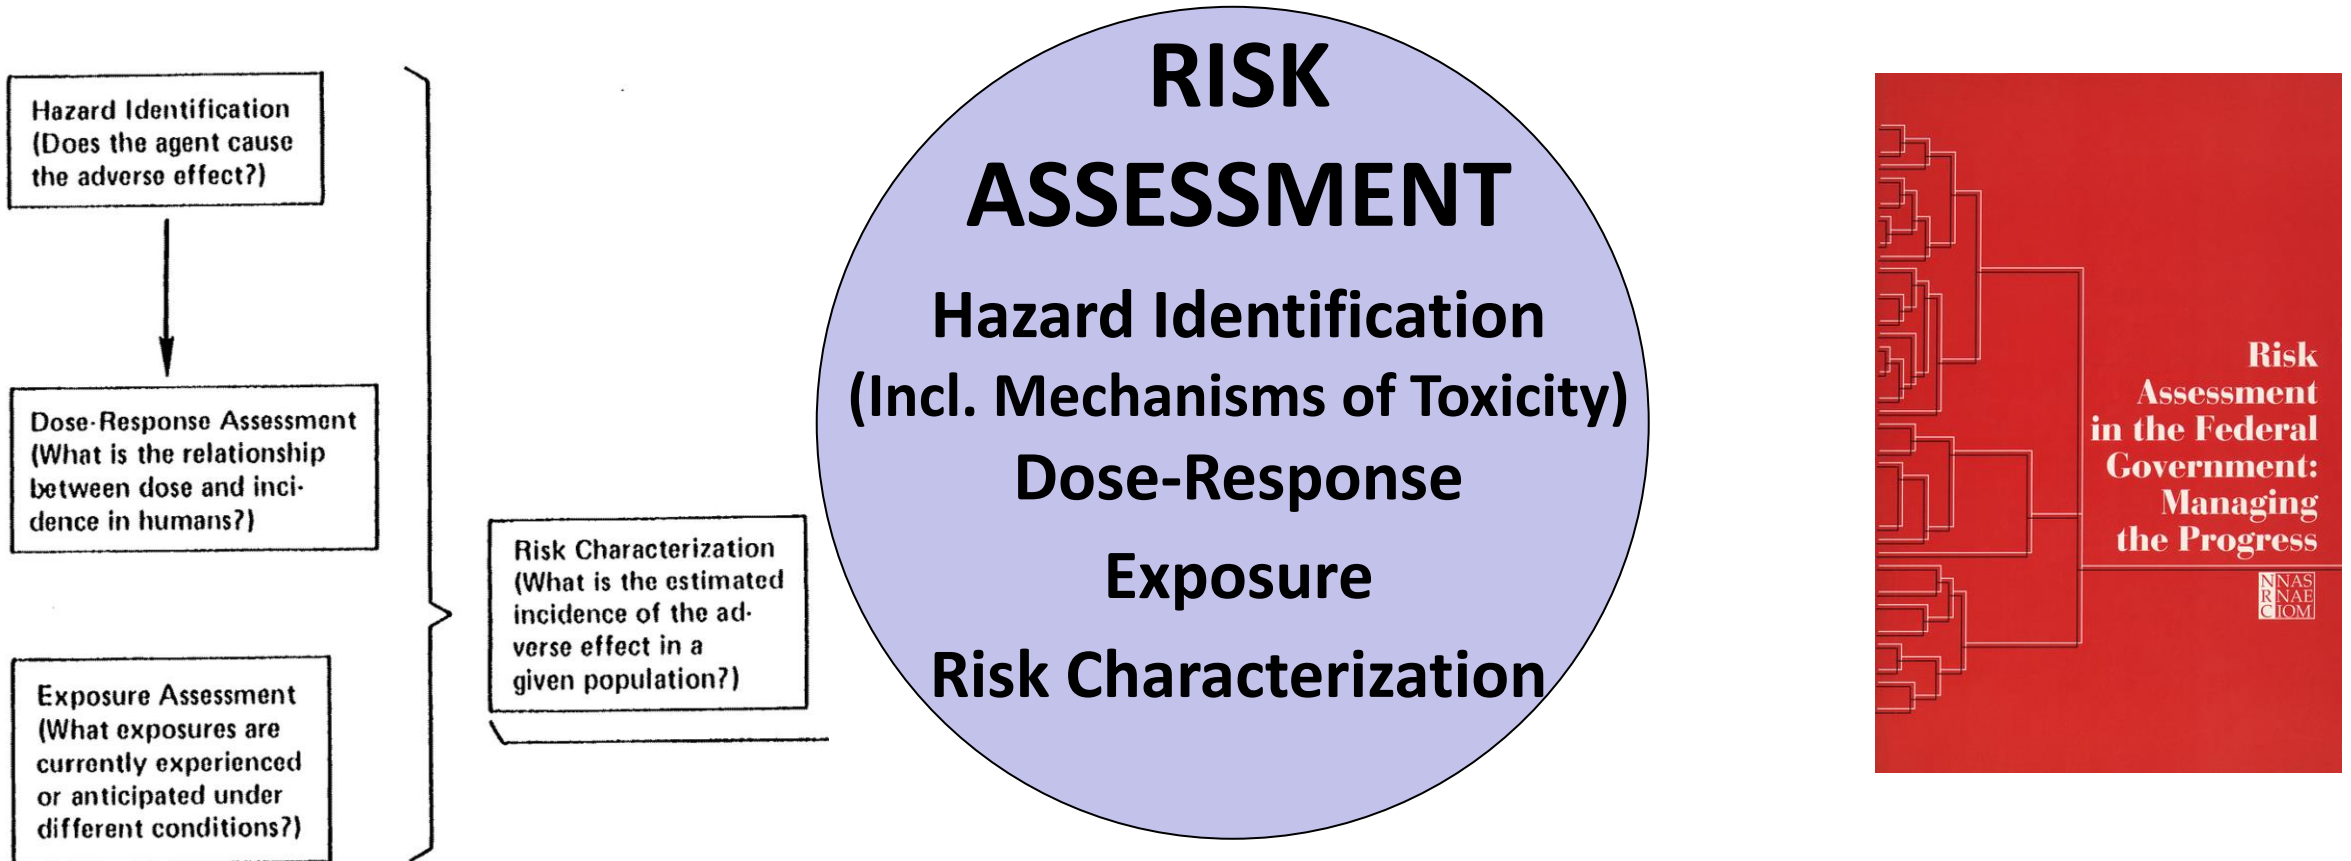 Hazard Identification
(Does the agent cause
the adverse effect?)
Dose-Response Assessment
(What is the relationship
between dose and inci-
dence in humans?)
Exposure Assessment
(What exposures are
currently experienced
or anticipated under
different conditions?)
Risk Characterization
(What is the estimated
incidence of the ad-
verse effect in a
given population?)
RISK
ASSESSMENT
Hazard Identification
(Incl. Mechanisms of Toxicity)
Dose-Response
Exposure
Risk Characterization
Risk
Assessment
in the Federal
Government:
Managing
the Progress
N NAS
R NAE
C IOM